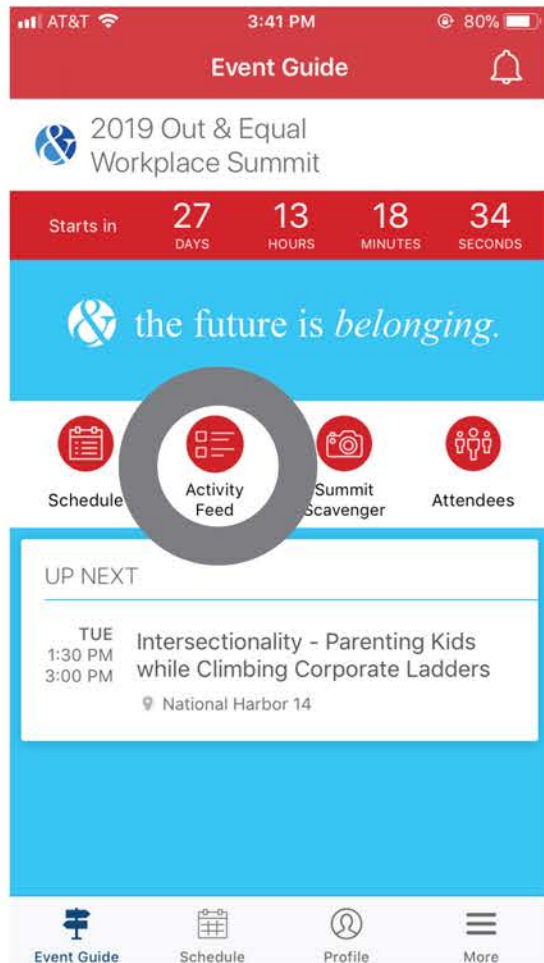 AT&T 3:41 PM 80%
Event Guide
& 2019 Out & Equal
Workplace Summit
Starts in 27 13 18 34
DAYS HOURS MINUTES SECONDS
& the future is belonging.
Schedule Activity Summit Attendees
Feed Scavenger
UP NEXT
TUE Intersectionality - Parenting Kids
1:30 PM while Climbing Corporate Ladders
3:00 PM
National Harbor 14
Event Guide Schedule Profile More